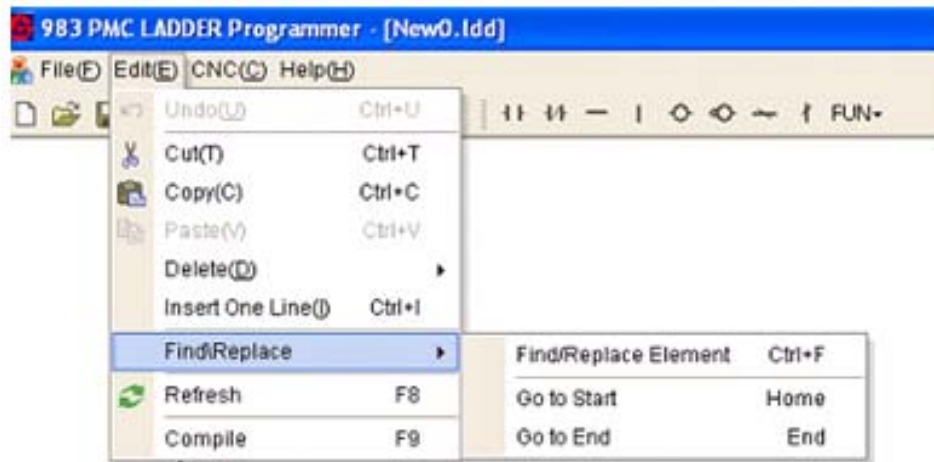 983 PMC LADDER Programmer - [New0.ldd]
File(F) Edit(E) CNC(C) Help(H)
FUN
Undo(U) Ctrl+U
Cut(T) Ctrl+T
Copy(C) Ctrl+C
Paste(V) Ctrl+V
Delete(D)
Insert One Line(I) Ctrl+I
Find\Replace
Find/Replace Element Ctrl+F
Refresh F8
Go to Start Home
Compile F9
Go to End End